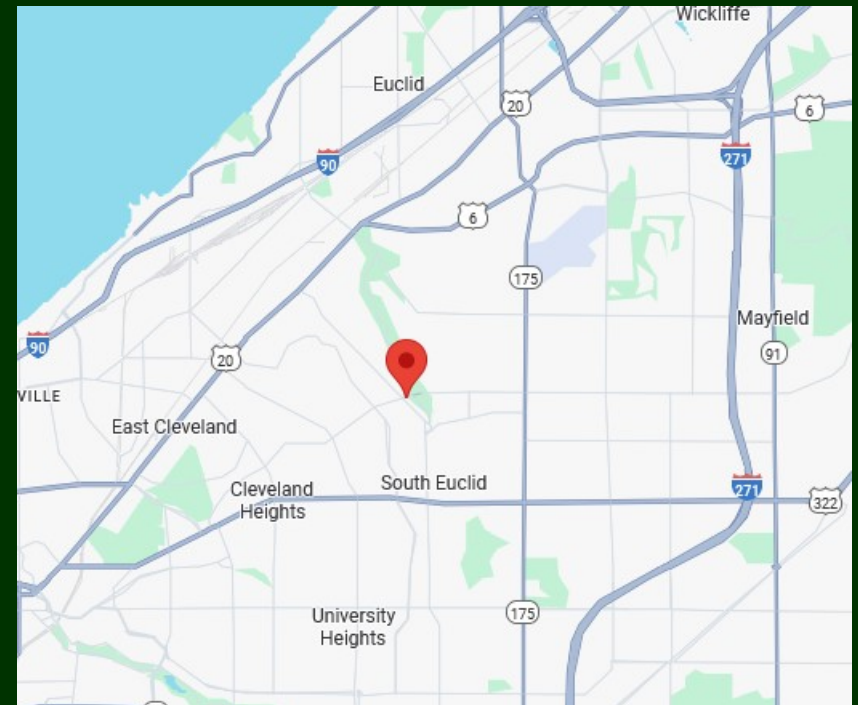 Wickliffe
Euclid
20
6
90
271
6
175
Mayfield
90
20
91
VILLE
East Cleveland
South Euclid
Cleveland
Heights
271
322
University
Heights
175